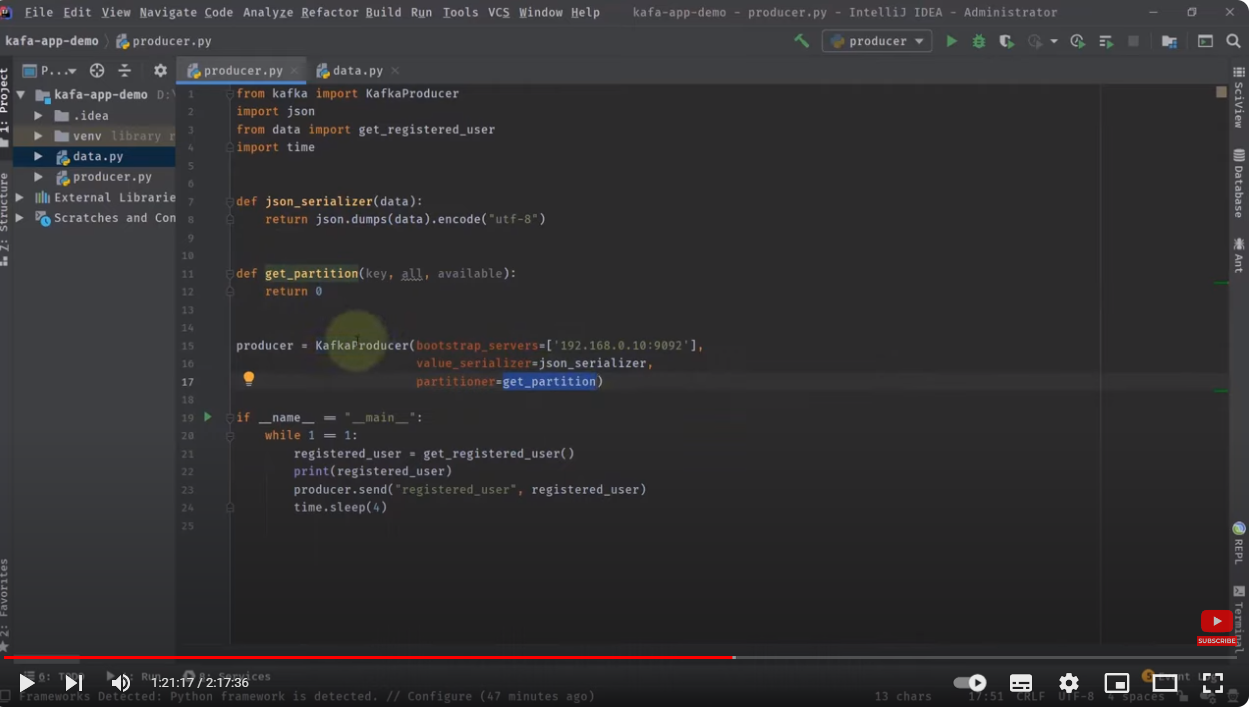 File Edit View Navigate Code Analyze Refactor Build Run Tools VCS Window Help kafa-app-demo - producer.py - IntelliJ IDEA - Administrator
kafa-app-demo producer.py producer
1: Project
P... producer.py data.py
kafa-app-demo D:\
.idea
venv library r
data.py
producer.py
External Librarie
Scratches and Con
Z: Structure
2: Favorites
1 from kafka import KafkaProducer
2 import json
3 from data import get_registered_user
4 import time
5
6
7 def json_serializer(data):
8 return json.dumps(data).encode("utf-8")
9
10
11 def get_partition(key, all, available):
12 return 0
13
14
15 producer = KafkaProducer(bootstrap_servers=['192.168.0.10:9092'],
16 value_serializer=json_serializer,
17 partitioner=get_partition)
18
19 if __name__ == "__main__":
20 while 1 == 1:
21 registered_user = get_registered_user()
22 print(registered_user)
23 producer.send("registered_user", registered_user)
24 time.sleep(4)
25
SciView
Database
Ant
REPL
Terminal
SUBSCRIBE
6: TODO Run 8: Services Event Log
1:21:17 / 2:17:36
Frameworks Detected: Python framework is detected. // Configure (47 minutes ago) 13 chars 17:51 CRLF UTF-8 4 spaces